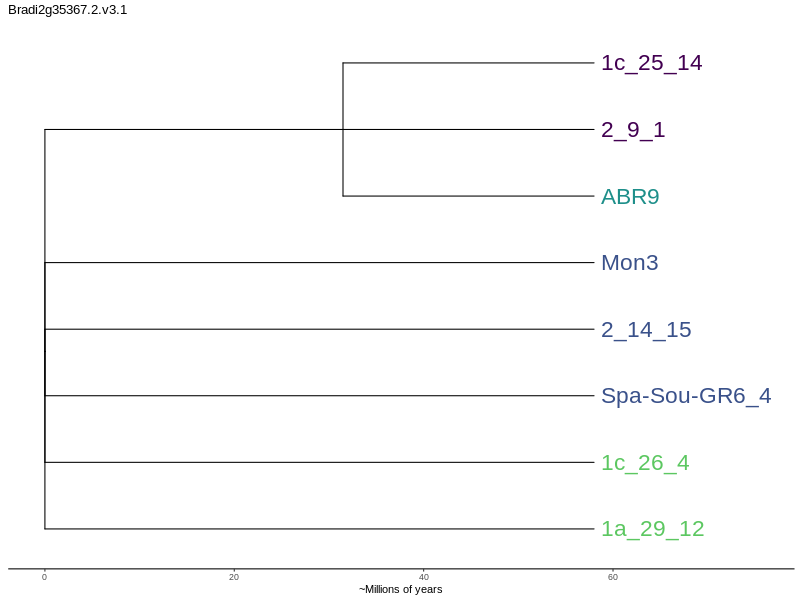 Bradi2g35367.2.v3.1
1c_25_14
2_9_1
ABR9
Mon3
2_14_15
Spa-Sou-GR6_4
1c_26_4
1a_29_12
0 20 40 60
~Millions of years